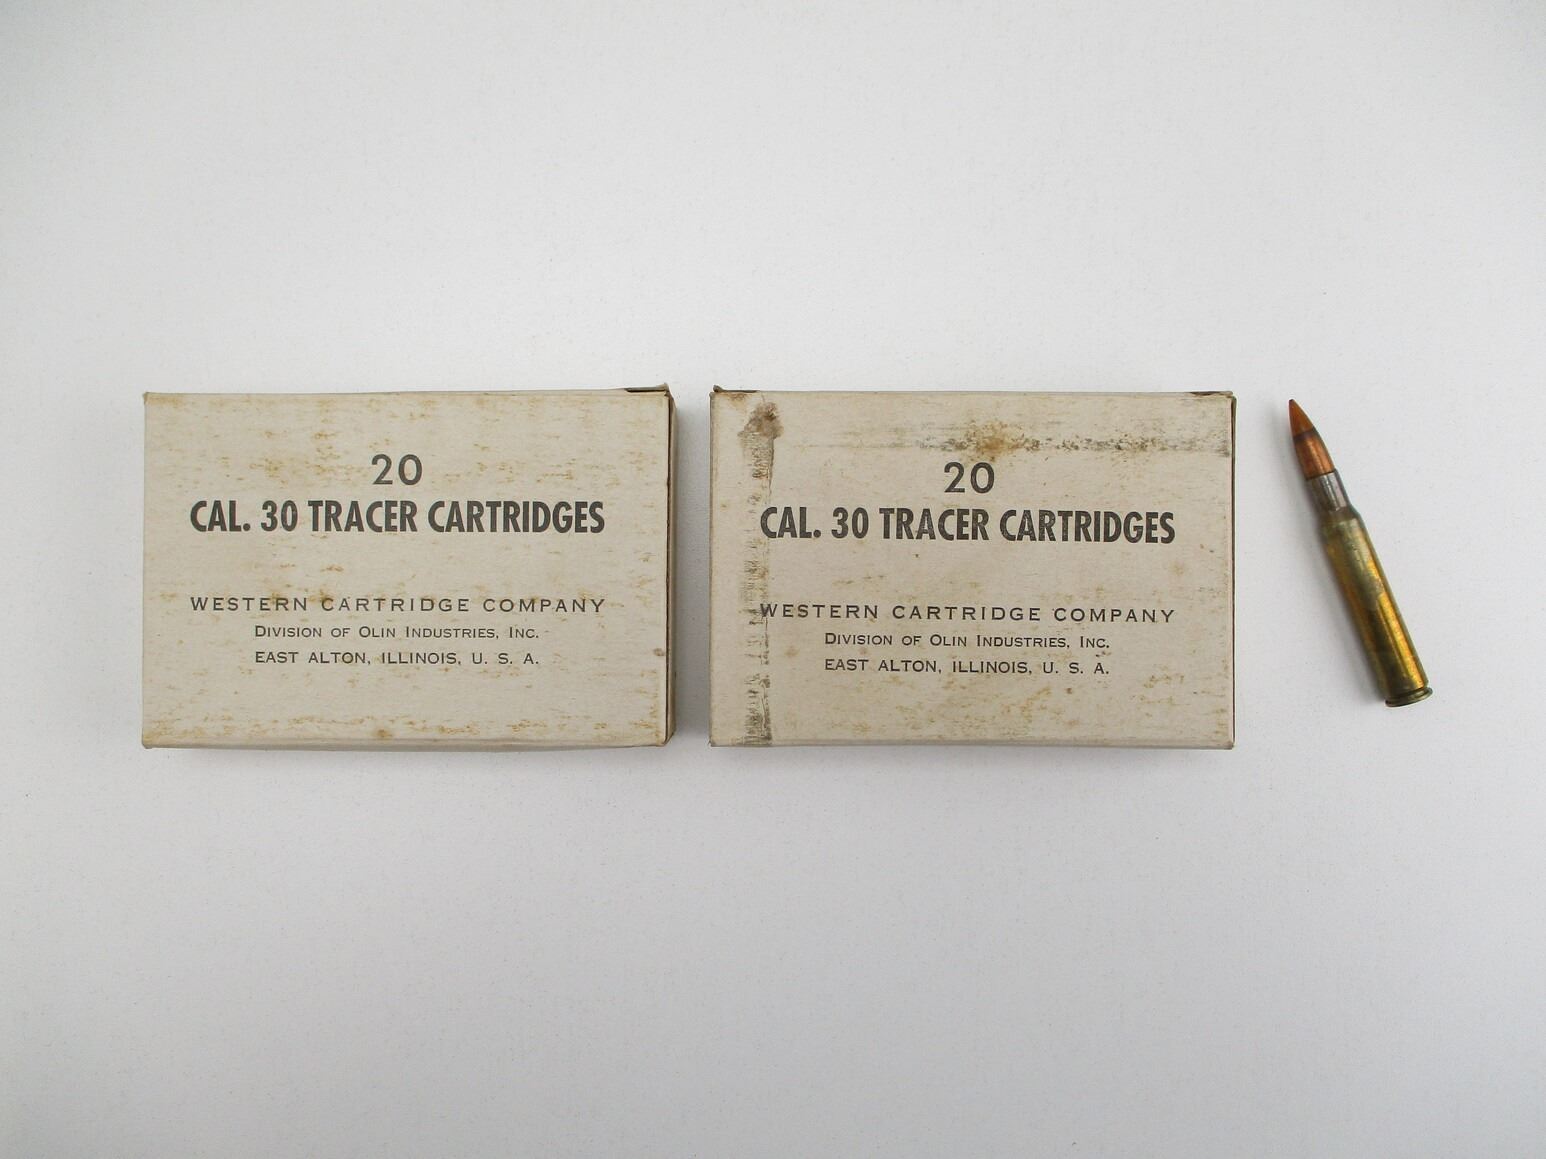 20
CAL. 30 TRACER CARTRIDGES
WESTERN CARTRIDGE COMPANY
DIVISION OF OLIN INDUSTRIES, INC.
EAST ALTON, ILLINOIS, U. S. A.
20
CAL. 30 TRACER CARTRIDGES
WESTERN CARTRIDGE COMPANY
DIVISION OF OLIN INDUSTRIES, INC.
EAST ALTON, ILLINOIS, U. S. A.